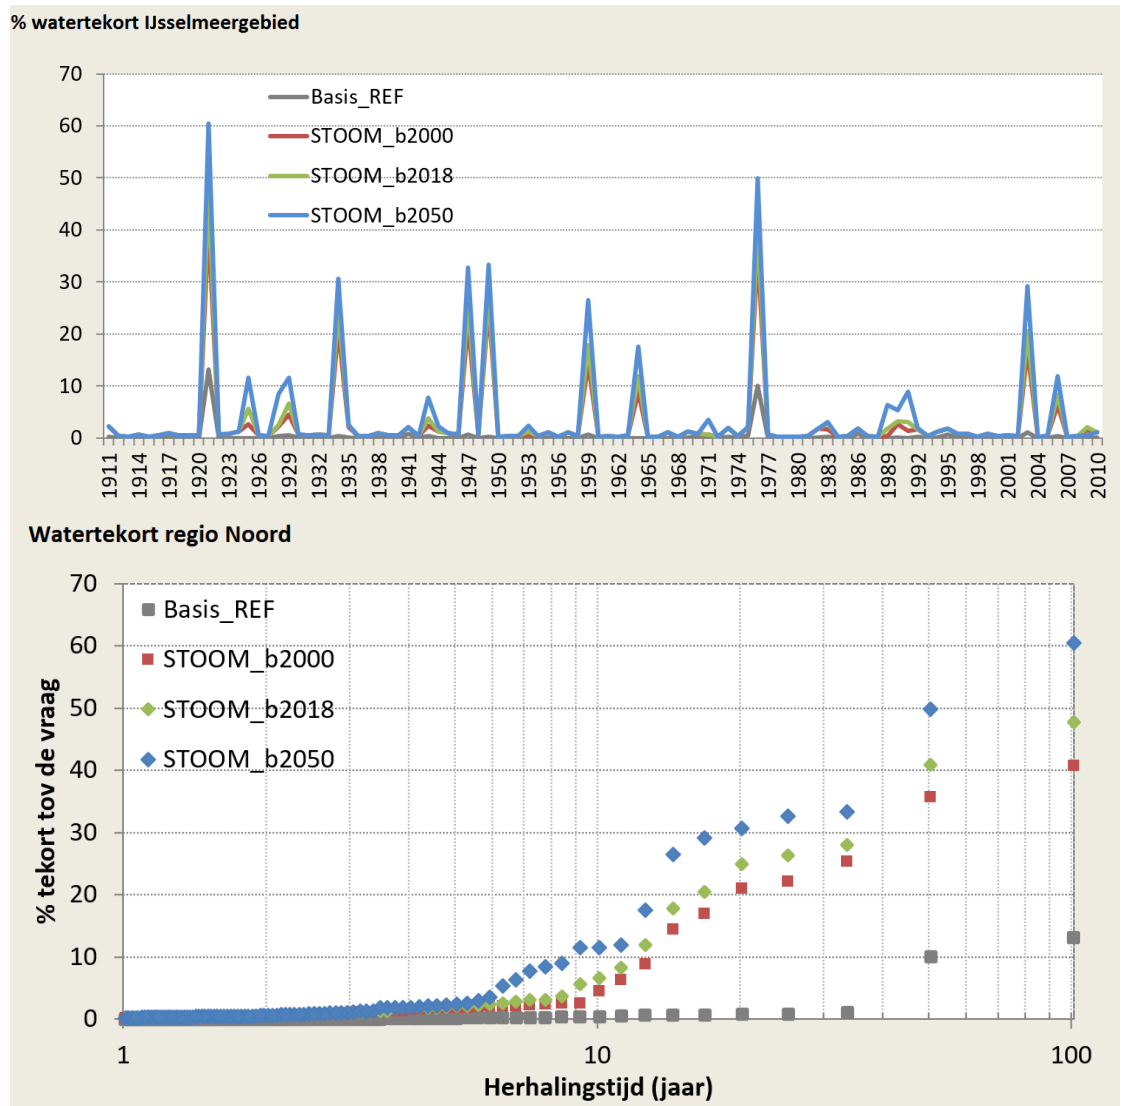 % watertekort IJsselmeergebied
70
60
50
40
30
20
10
0
Basis_REF
STOOM_b2000
STOOM_b2018
STOOM_b2050
1911 1914 1917 1920 1923 1926 1929 1932 1935 1938 1941 1944 1947 1950 1953 1956 1959 1962 1965 1968 1971 1974 1977 1980 1983 1986 1989 1992 1995 1998 2001 2004 2007 2010
Watertekort regio Noord
% tekort tov de vraag
70
60
50
40
30
20
10
0
Basis_REF
STOOM_b2000
STOOM_b2018
STOOM_b2050
1 10 100
Herhalingstijd (jaar)